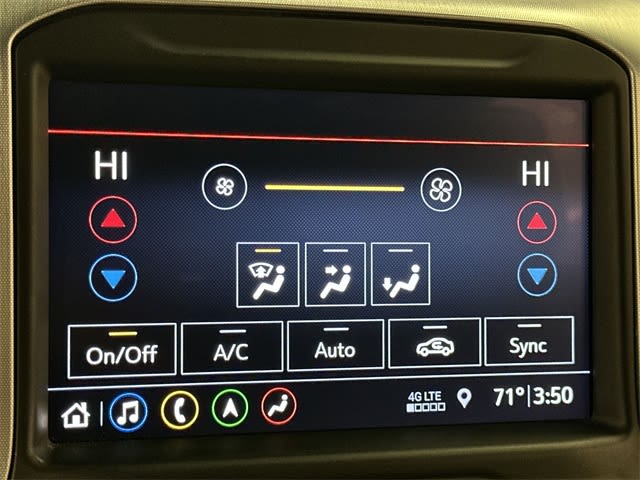 HI HI
On/Off A/C Auto Sync
4G LTE 71° 3:50